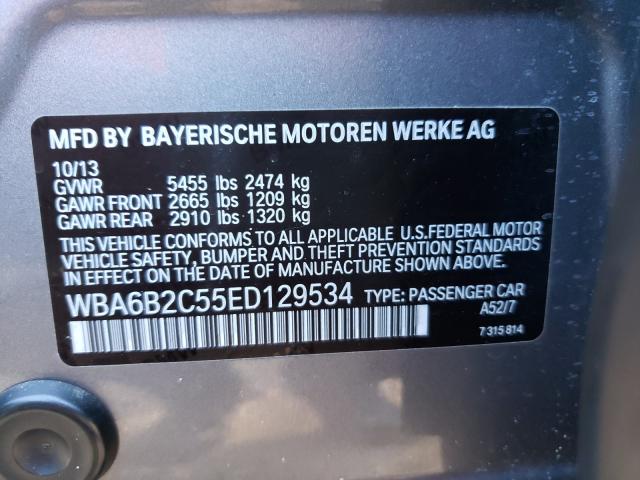 MFD BY BAYERISCHE MOTOREN WERKE AG
10/13
GVWR 5455 lbs 2474 kg
GAWR FRONT 2665 lbs 1209 kg
GAWR REAR 2910 lbs 1320 kg
THIS VEHICLE CONFORMS TO ALL APPLICABLE U.S.FEDERAL MOTOR
VEHICLE SAFETY, BUMPER AND THEFT PREVENTION STANDARDS
IN EFFECT ON THE DATE OF MANUFACTURE SHOWN ABOVE.
WBA6B2C55ED129534 TYPE: PASSENGER CAR
A52/7
7 315 814